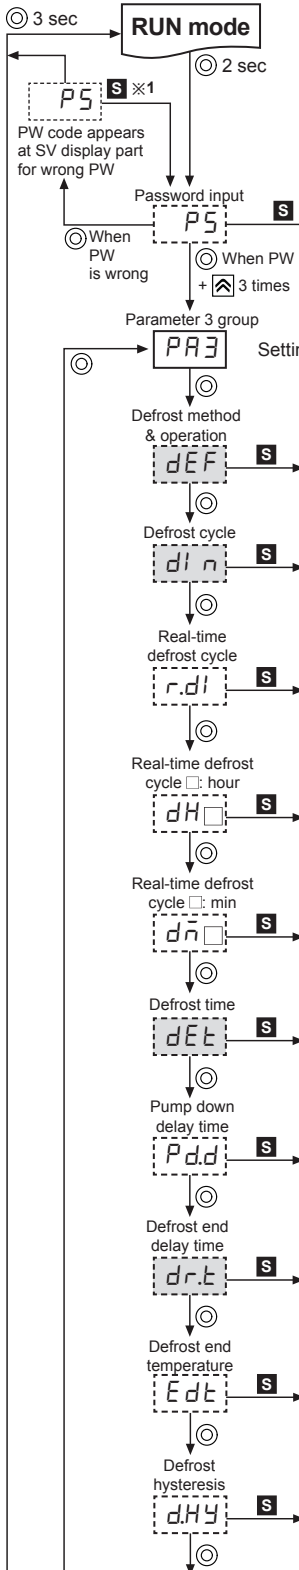 ◎ 3 sec
RUN mode
◎ 2 sec
PS
S ※1
PW code appears
at SV display part
for wrong PW
Password input
PS
S
◎ When
PW
is wrong
◎ When PW
+ 3 times
Parameter 3 group
PA3
Settin
◎
◎
Defrost method
& operation
dEF
S
◎
Defrost cycle
dI n
S
◎
Real-time
defrost cycle
r.dI
S
◎
Real-time defrost
cycle □: hour
dH□
S
◎
Real-time defrost
cycle □: min
dn̄□
S
◎
Defrost time
dEt
S
◎
Pump down
delay time
Pd.d
S
◎
Defrost end
delay time
dr.t
S
◎
Defrost end
temperature
Edt
S
◎
Defrost
hysteresis
d.HY
S
◎